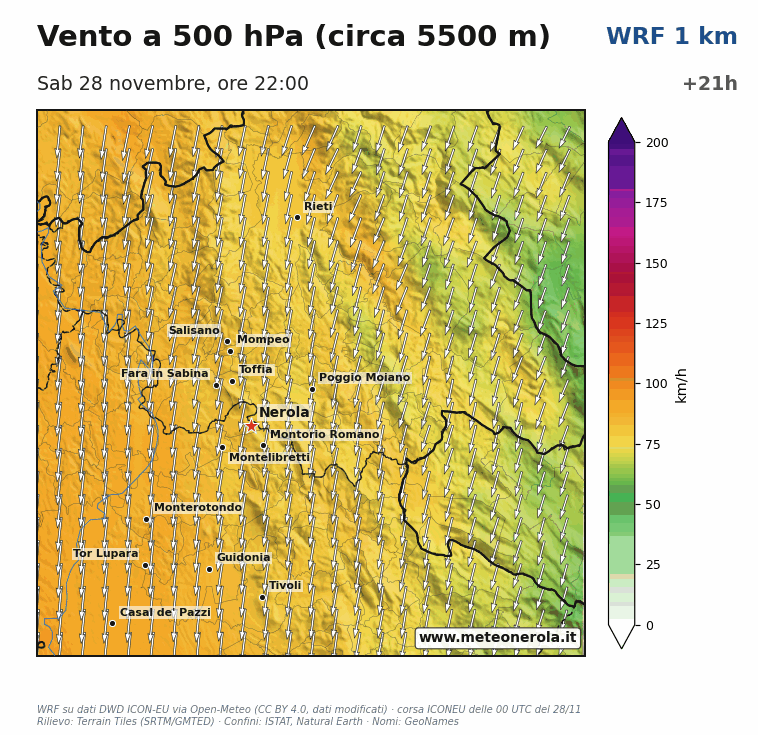 Vento a 500 hPa (circa 5500 m)
WRF 1 km
Sab 28 novembre, ore 22:00
+21h
200
175
150
125
100
75
50
25
0
km/h
Rieti
Salisano
Mompeo
Fara in Sabina
Toffia
Poggio Moiano
Nerola
Montorio Romano
Montelibretti
Monterotondo
Tor Lupara
Guidonia
Tivoli
Casal de' Pazzi
www.meteonerola.it
WRF su dati DWD ICON-EU via Open-Meteo (CC BY 4.0, dati modificati) · corsa ICONEU delle 00 UTC del 28/11
Rilievo: Terrain Tiles (SRTM/GMTED) · Confini: ISTAT, Natural Earth · Nomi: GeoNames